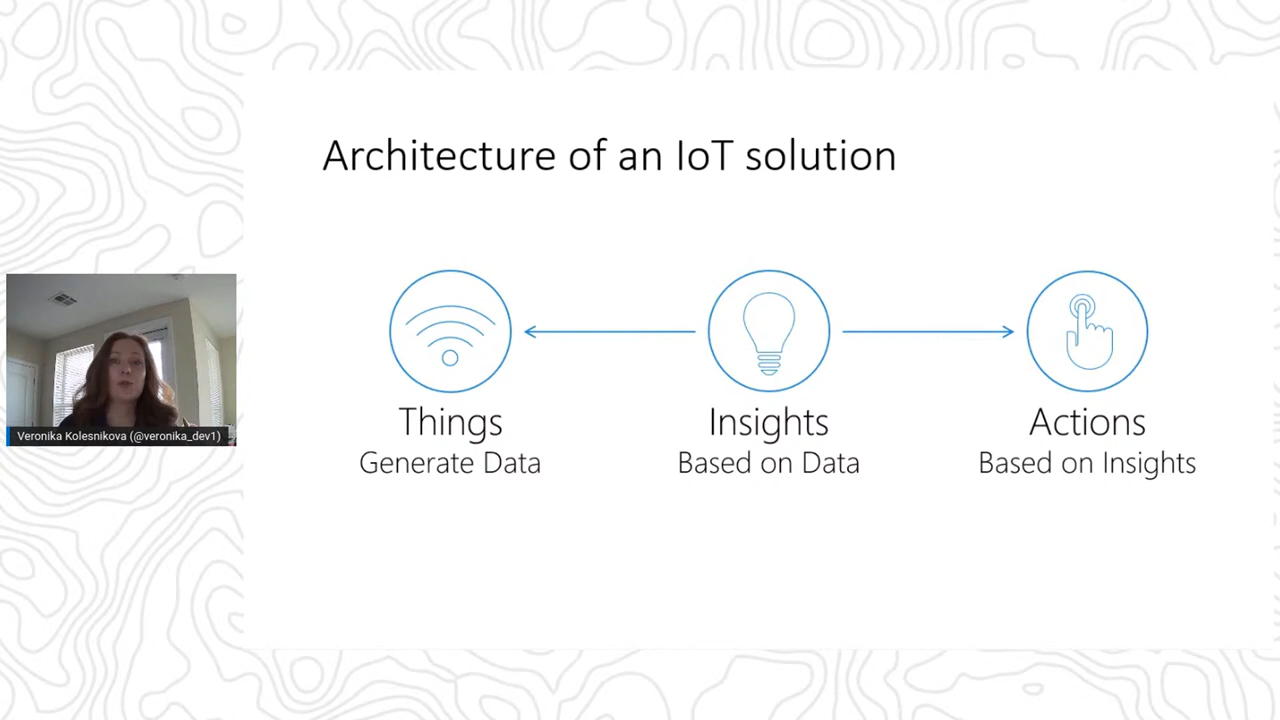 Architecture of an IoT solution
Things
Generate Data
Insights
Based on Data
Actions
Based on Insights
Veronika Kolesnikova (@veronika_dev1)